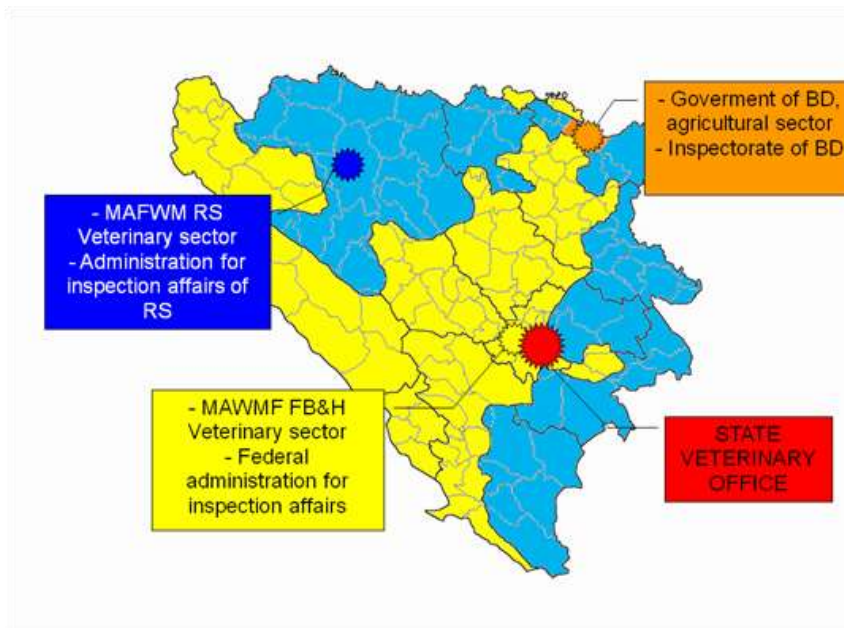 - Goverment of BD,
agricultural sector
- Inspectorate of BD
- MAFWM RS
Veterinary sector
- Administration for
inspection affairs of
RS
- MAWMF FB&H
Veterinary sector
- Federal
administration for
inspection affairs
STATE
VETERINARY
OFFICE